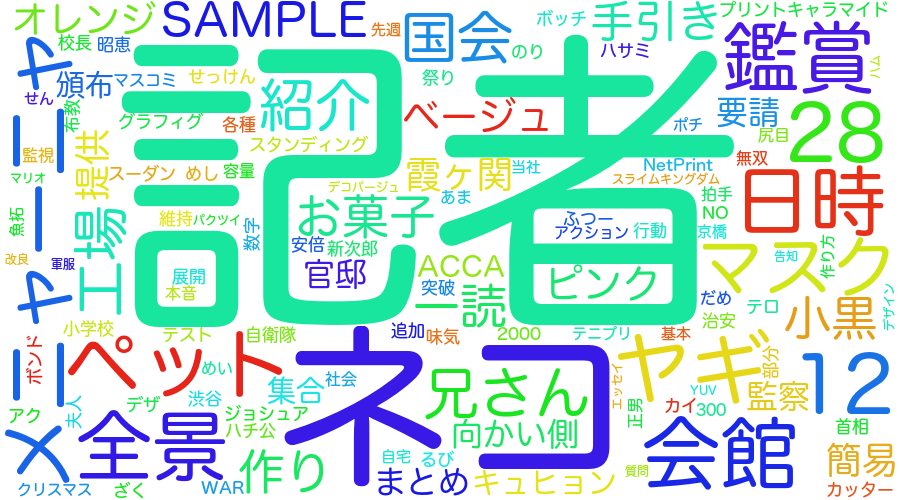 オレンジ
SAMPLE
先週
国会
のり
ボッチ
手引き
プリントキャラマイド
校長
昭恵
ハサミ
鑑賞
ハム
ヤニヤー
記者
頒布
マスコミ
せっけん
祭り
せん
布教
紹介
ベージュ
要請
28
グラフィグ
各種
スタンディング
ポチ
尻目
監視
提供
スーダン
めし
容量
霞ヶ関
当社
NetPrint
無双
マリオ
デコパージュ
スライムキングダム
日時
魚拓
工場
維持
パクツイ
数字
お菓子
あま
ふつー
拍手
NO
アクション
行動
京橋
安倍
新次郎
改良
軍服
展開
本音
官邸
ACCA
突破
一読
ピンク
マスク
告知
作り方
だめ
テロ
デザイン
小学校
テスト
自衛隊
追加
味気
2000
テニプリ
治安
基本
小黒
ボンド
ペット
ネコ
ヤギ
部分
12
めい
社会
集合
渋谷
兄さん
エッセイ
YUV
監察
アク
夫人
デザ
ジョシュア
ハチ公
正男
カイ
300
首相
メリー
全景
向かい側
会館
簡易
作り
自宅
るび
クリスマス
ざく
WAR
まとめ
キュヒョン
質問
カッター